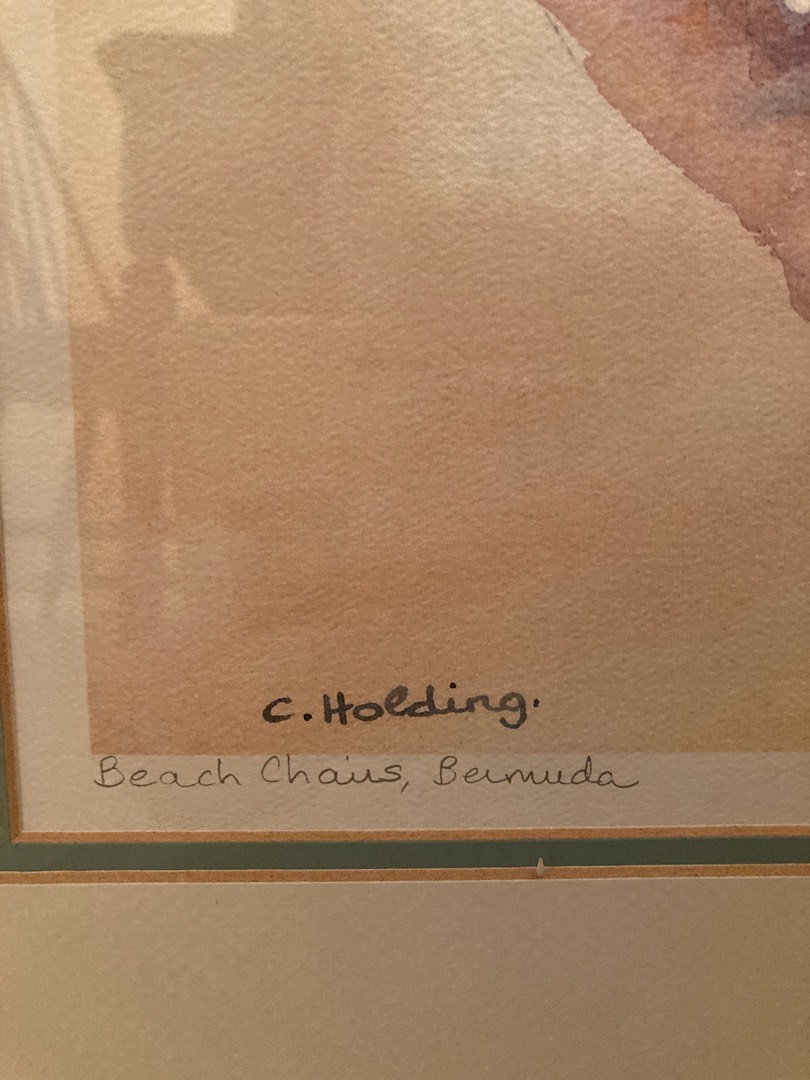 C. Holding.
Beach Chairs, Bermuda